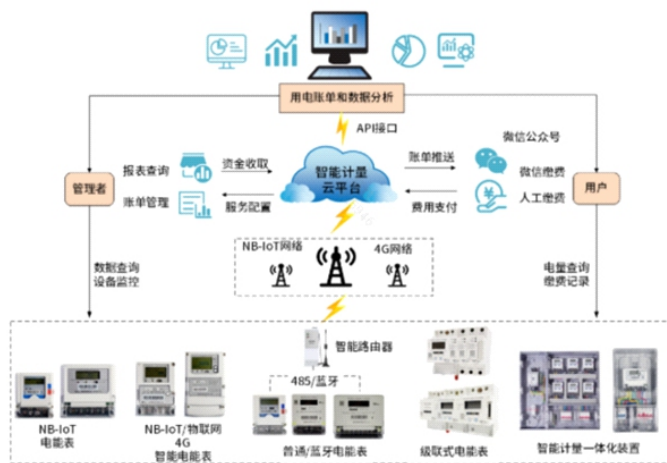 用电账单和数据分析
API接口
微信公众号
报表查询
资金收取
账单推送
智能计量
云平台
微信缴费
管理者
用户
账单管理
服务配置
费用支付
人工缴费
NB-IoT网络
4G网络
数据查询
设备监控
电量查询
缴费记录
智能路由器
485/蓝牙
NB-IoT
电能表
NB-IoT/物联网
4G
智能电能表
普通/蓝牙电能表
级联式电能表
智能计量一体化装置